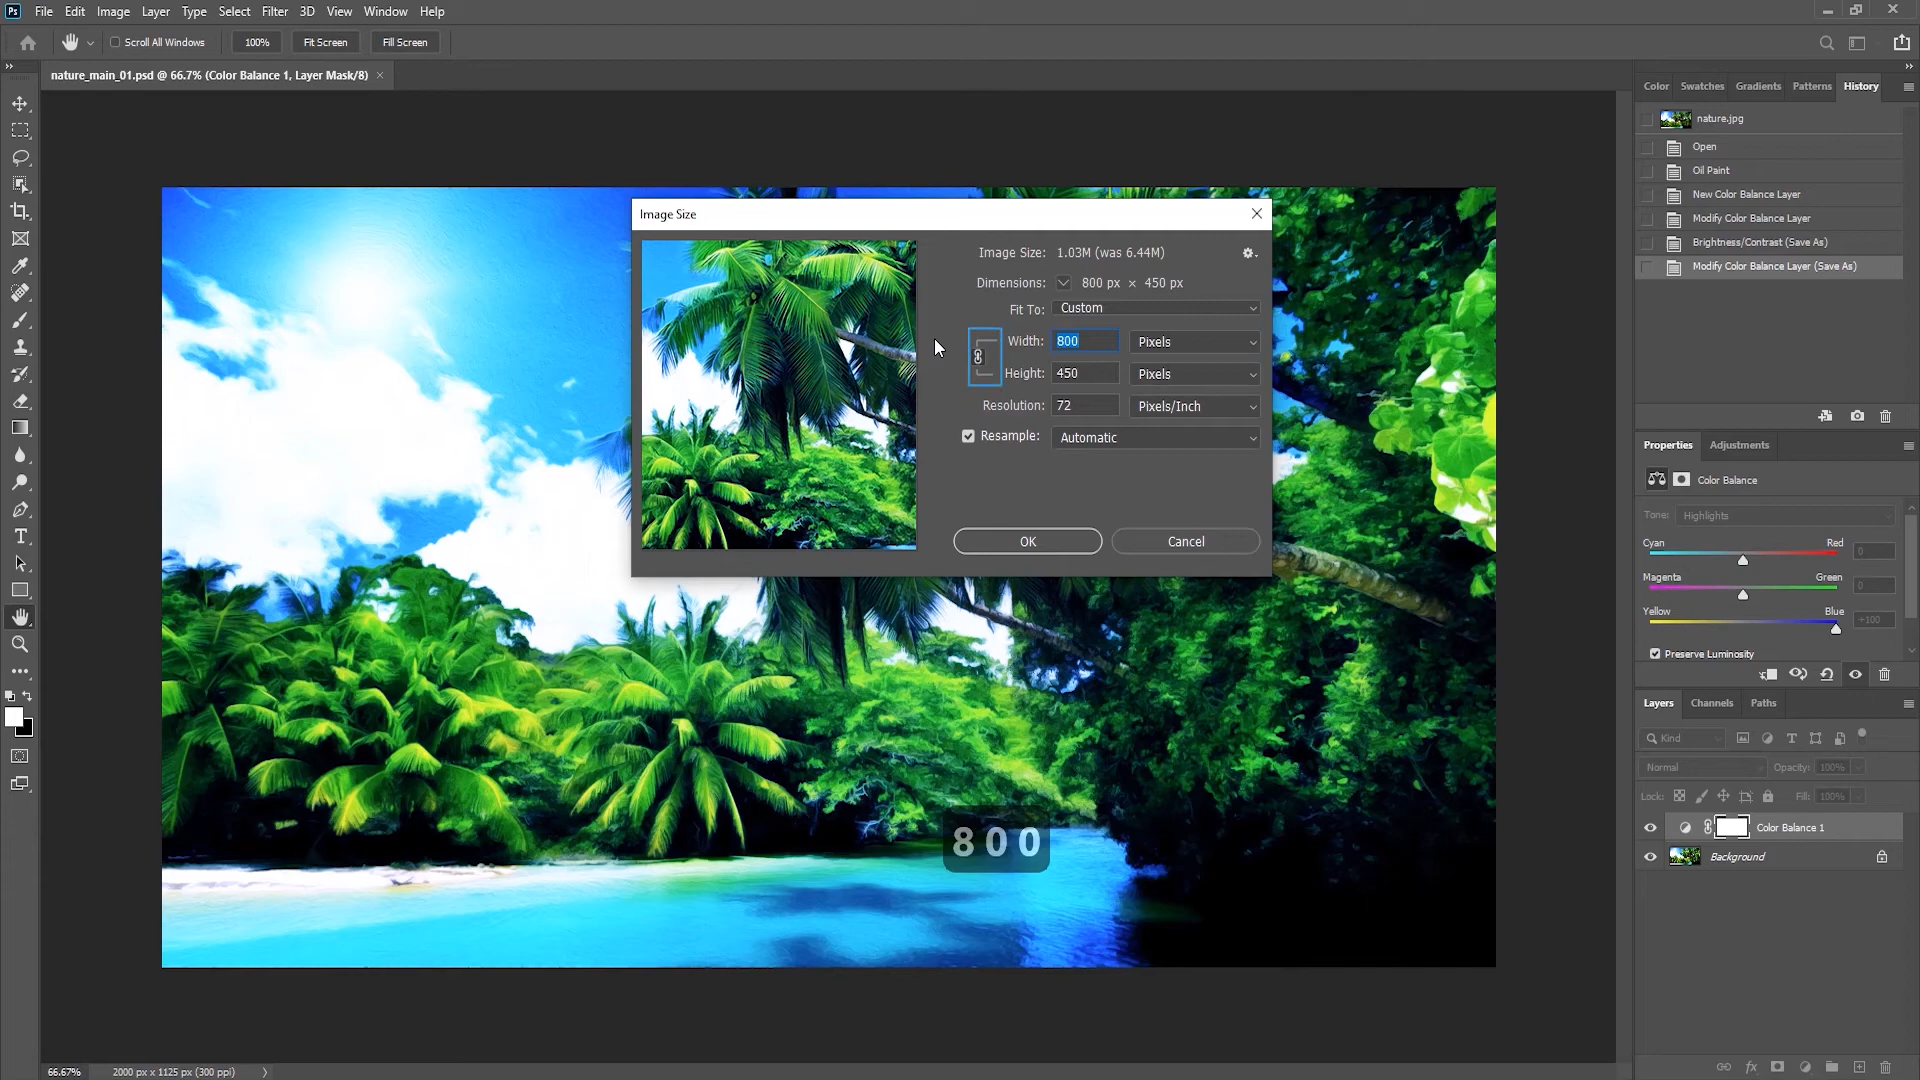 Ps File Edit Image Layer Type Select Filter 3D View Window Help
Scroll All Windows 100% Fit Screen Fill Screen
nature_main_01.psd @ 66.7% (Color Balance 1, Layer Mask/8) ×
Color Swatches Gradients Patterns History
nature.jpg
Open
Oil Paint
New Color Balance Layer
Modify Color Balance Layer
Brightness/Contrast (Save As)
Modify Color Balance Layer (Save As)
Image Size
Image Size: 1.03M (was 6.44M)
Dimensions: 800 px × 450 px
Fit To: Custom
Width: 800 Pixels
Height: 450 Pixels
Resolution: 72 Pixels/Inch
Resample: Automatic
OK Cancel
800
Properties Adjustments
Color Balance
Tone: Highlights
Cyan Red 0
Magenta Green 0
Yellow Blue +100
Preserve Luminosity
Layers Channels Paths
Kind
Normal Opacity: 100%
Lock: Fill: 100%
Color Balance 1
Background
66.67% 2000 px x 1125 px (300 ppi)